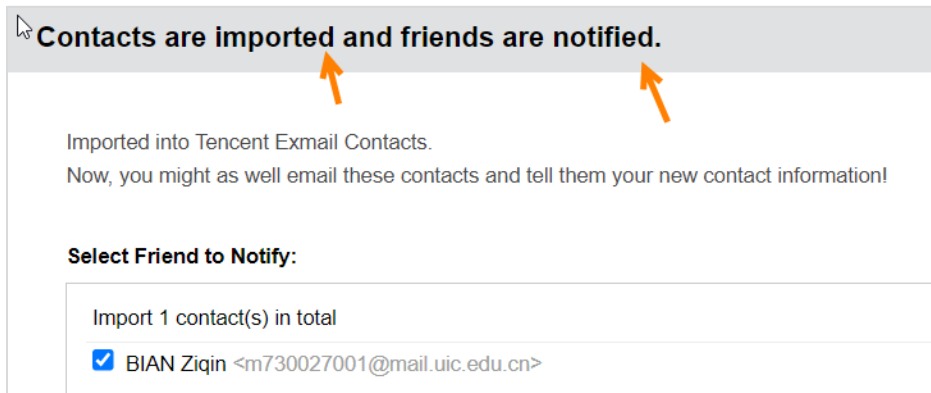 Contacts are imported and friends are notified.
Imported into Tencent Exmail Contacts.
Now, you might as well email these contacts and tell them your new contact information!
Select Friend to Notify:
Import 1 contact(s) in total
BIAN Ziqin <m730027001@mail.uic.edu.cn>